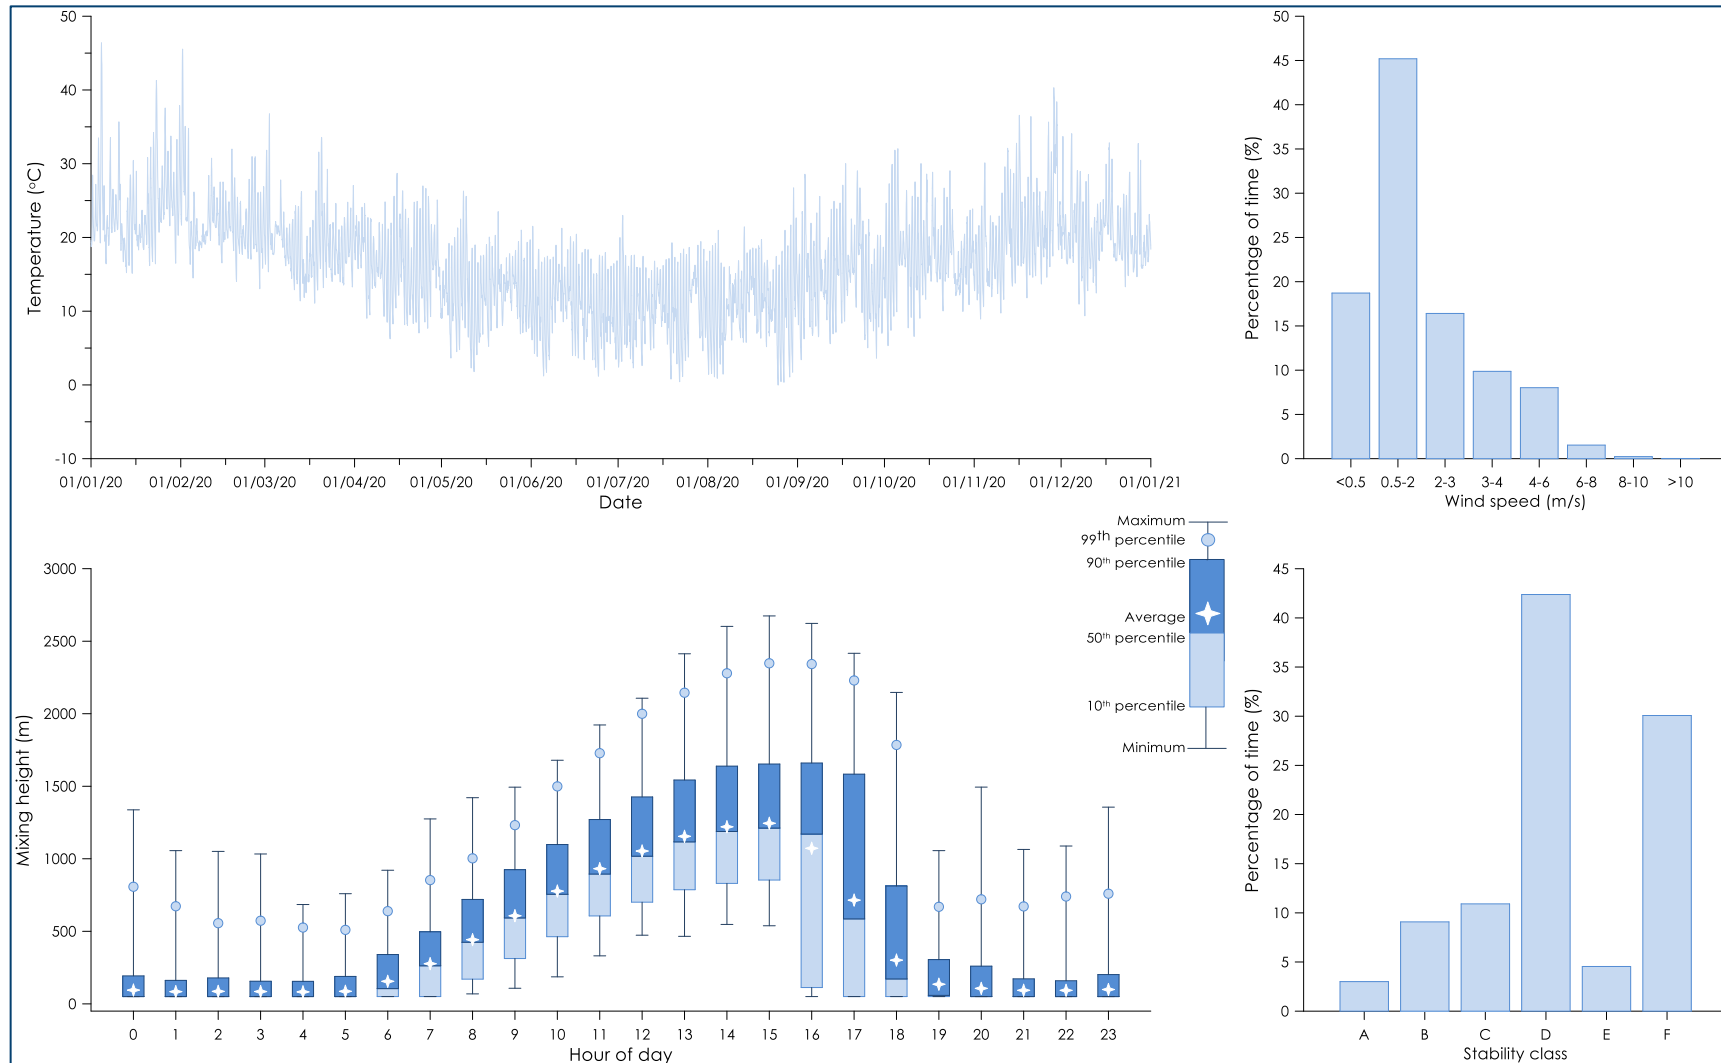 50
40
30
20
10
0
-10
Temperature (°C)
01/01/20 01/02/20 01/03/20 01/04/20 01/05/20 01/06/20 01/07/20 01/08/20 01/09/20 01/10/20 01/11/20 01/12/20 01/01/21
Date
50
45
40
35
30
25
20
15
10
5
0
Percentage of time (%)
<0.5 0.5-2 2-3 3-4 4-6 6-8 8-10 >10
Wind speed (m/s)
Maximum
99th percentile
90th percentile
Average
50th percentile
10th percentile
Minimum
3000
2500
2000
1500
1000
500
0
Mixing height (m)
0 1 2 3 4 5 6 7 8 9 10 11 12 13 14 15 16 17 18 19 20 21 22 23
Hour of day
45
40
35
30
25
20
15
10
5
0
Percentage of time (%)
A B C D E F
Stability class